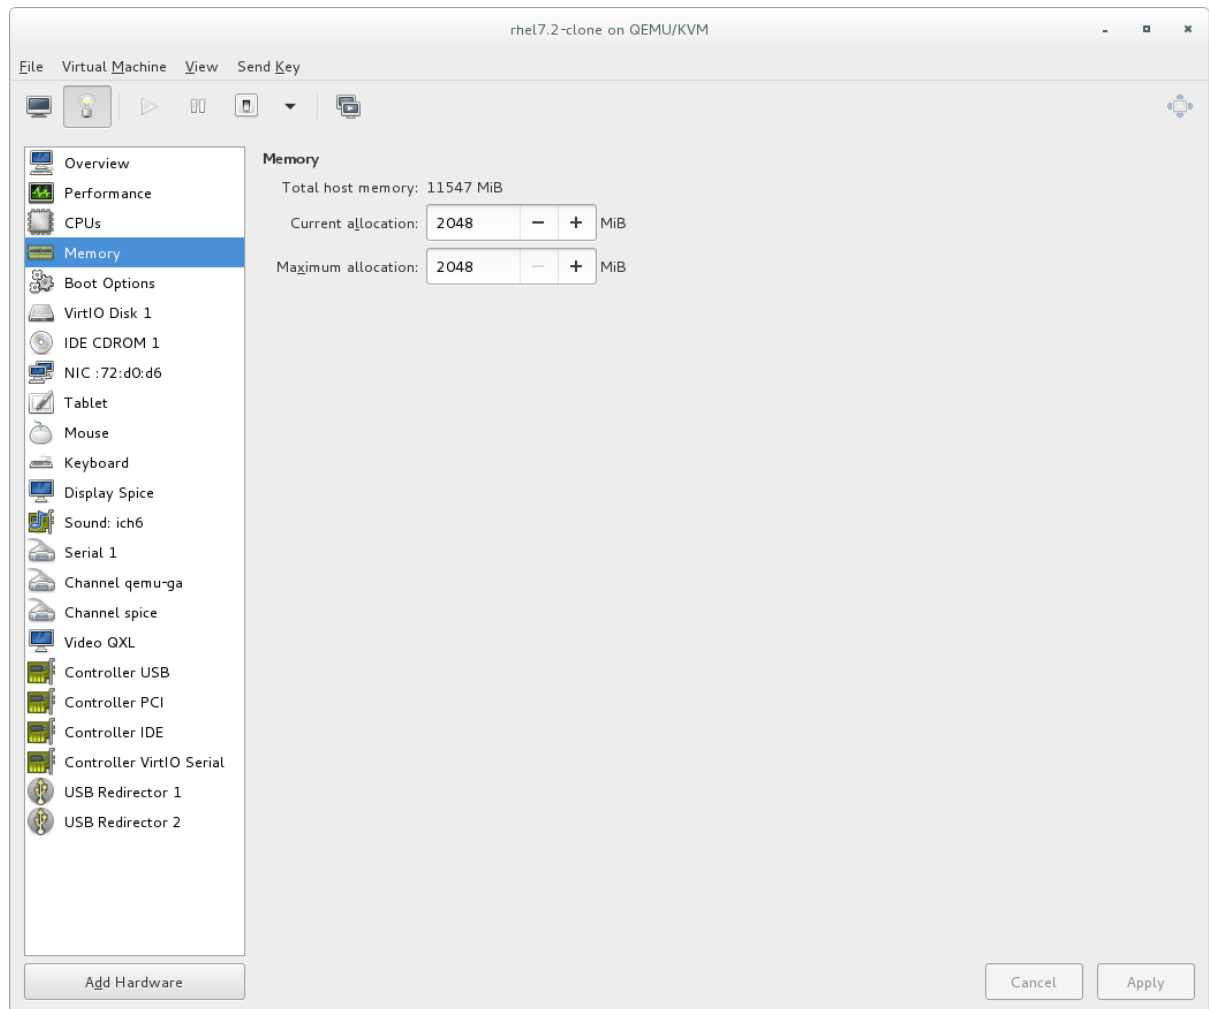 rhel7.2-clone on QEMU/KVM
File Virtual Machine View Send Key
Overview
Performance
CPUs
Memory
Boot Options
VirtIO Disk 1
IDE CDROM 1
NIC :72:d0:d6
Tablet
Mouse
Keyboard
Display Spice
Sound: ich6
Serial 1
Channel qemu-ga
Channel spice
Video QXL
Controller USB
Controller PCI
Controller IDE
Controller VirtIO Serial
USB Redirector 1
USB Redirector 2
Add Hardware
Memory
Total host memory: 11547 MiB
Current allocation: 2048 − + MiB
Maximum allocation: 2048 − + MiB
Cancel Apply